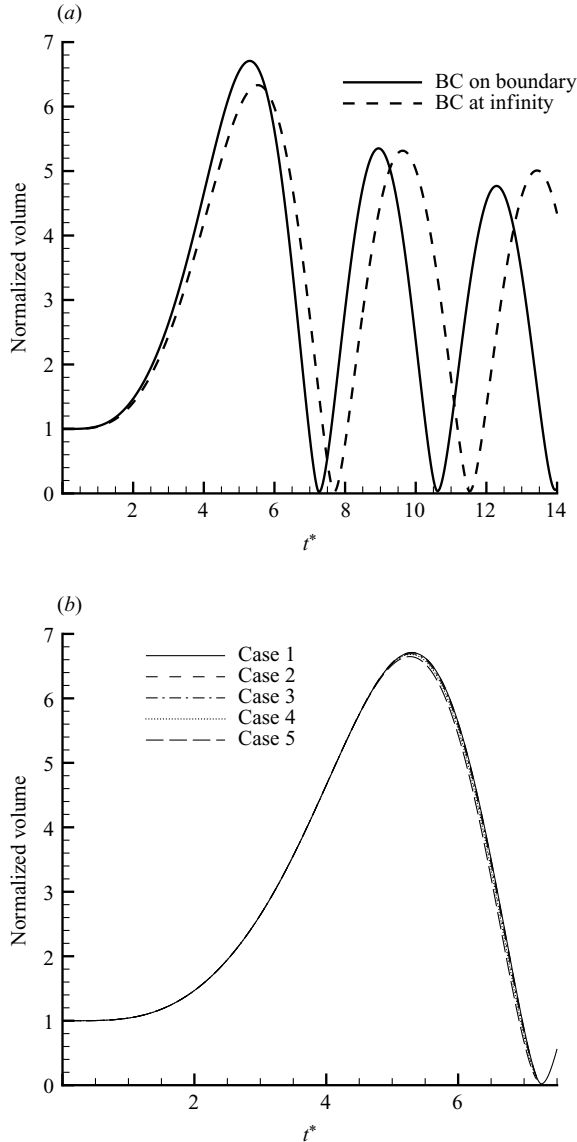 (a)
7
6
5
4
3
2
1
0
Normalized volume
BC on boundary
BC at infinity
2 4 6 8 10 12 14
t*
(b)
7
6
5
4
3
2
1
0
Normalized volume
Case 1
Case 2
Case 3
Case 4
Case 5
2 4 6
t*